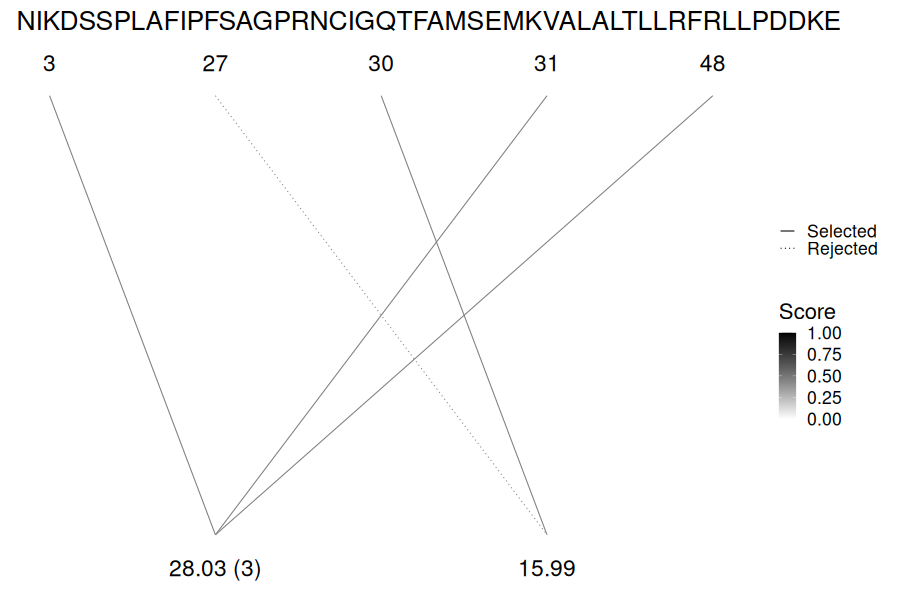 NIKDSSPLAFIPFSAGPRNCIGQTFAMSEMKVALALTLLRFRLLPDDKE
3 27 30 31 48
Selected
Rejected
Score
1.00
0.75
0.50
0.25
0.00
28.03 (3) 15.99